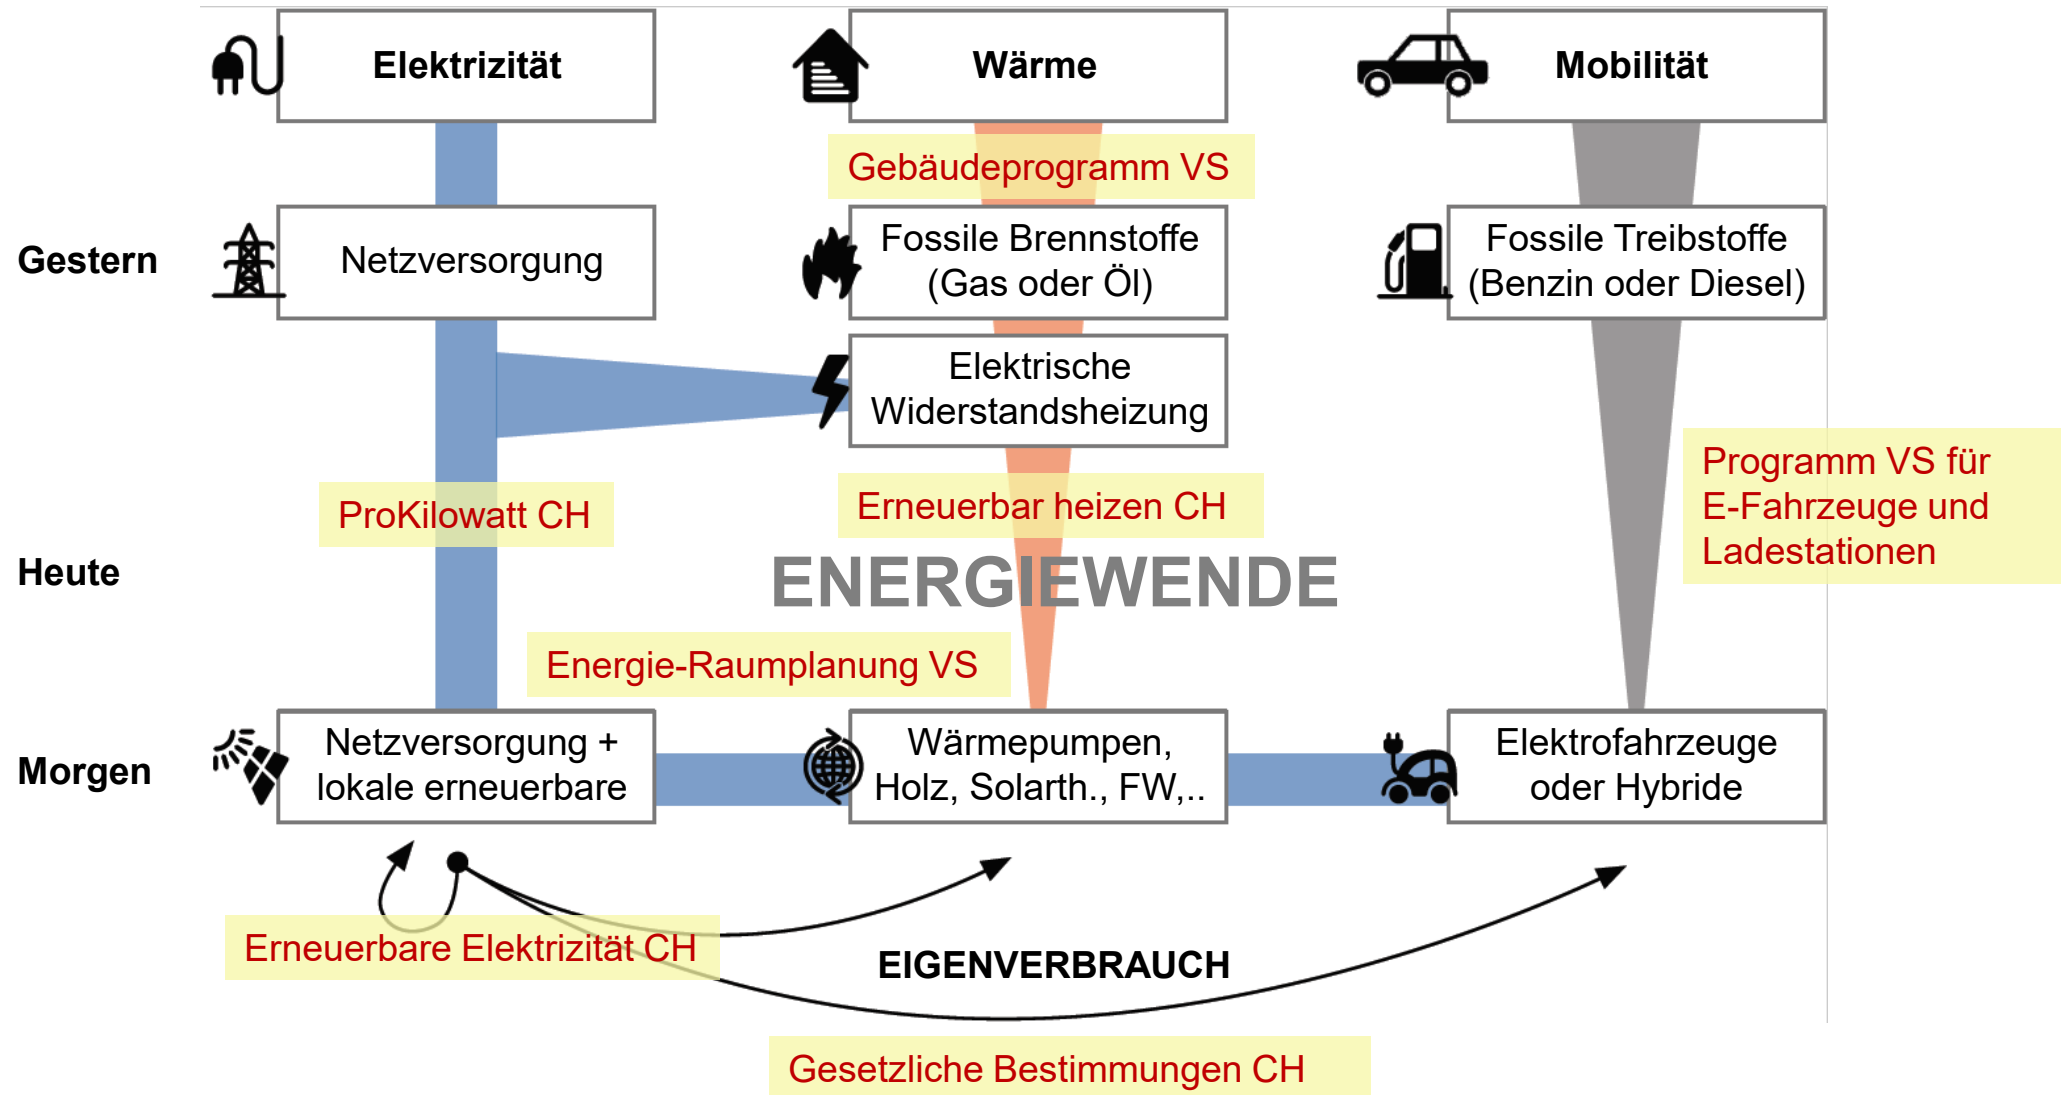 Elektrizität
Wärme
Mobilität
Gebäudeprogramm VS
Gestern
Netzversorgung
Fossile Brennstoffe
(Gas oder Öl)
Fossile Treibstoffe
(Benzin oder Diesel)
Elektrische
Widerstandsheizung
ProKilowatt CH
Erneuerbar heizen CH
Programm VS für
E-Fahrzeuge und
Ladestationen
Heute
ENERGIEWENDE
Energie-Raumplanung VS
Morgen
Netzversorgung +
lokale erneuerbare
Wärmepumpen,
Holz, Solarth., FW,..
Elektrofahrzeuge
oder Hybride
Erneuerbare Elektrizität CH
EIGENVERBRAUCH
Gesetzliche Bestimmungen CH